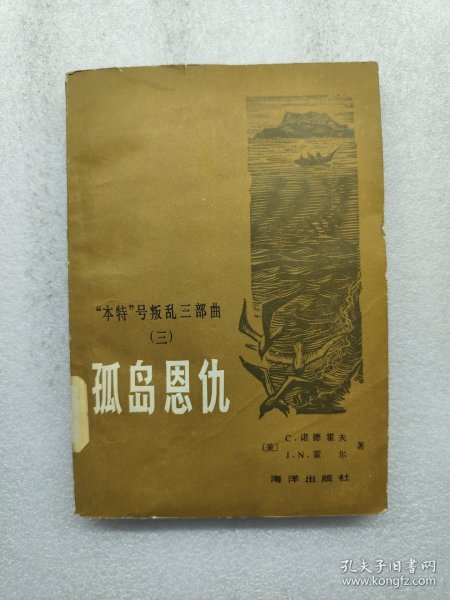 “本特”号叛乱三部曲
(三)
孤岛恩仇
[美] C.诺德霍夫
J.N.霍尔 著
海洋出版社
孔夫子旧书网
www.kongfz.com